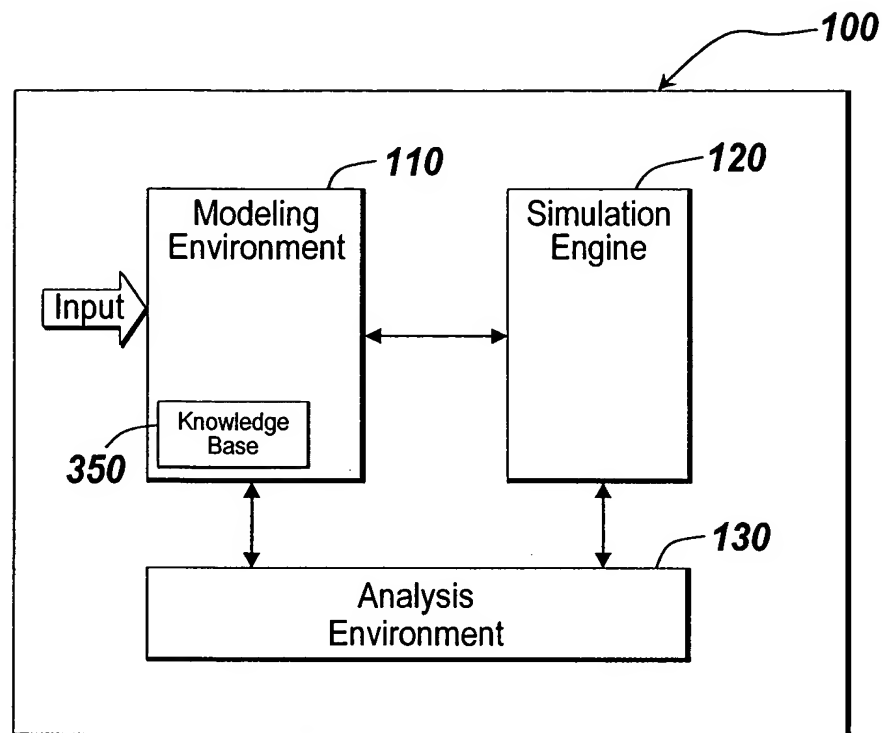 100
110
120
Modeling
Environment
Simulation
Engine
Input
Knowledge
Base
350
130
Analysis
Environment